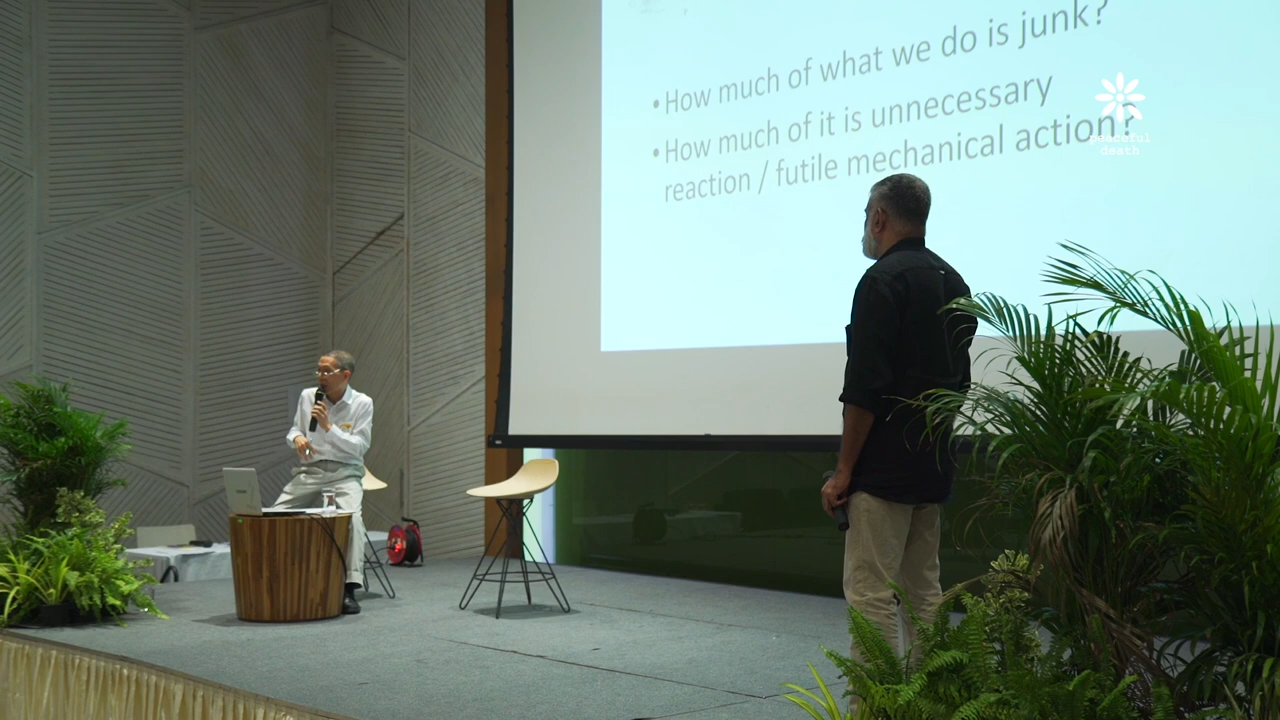 • How much of what we do is junk?
• How much of it is unnecessary
reaction / futile mechanical action?
peaceful
death